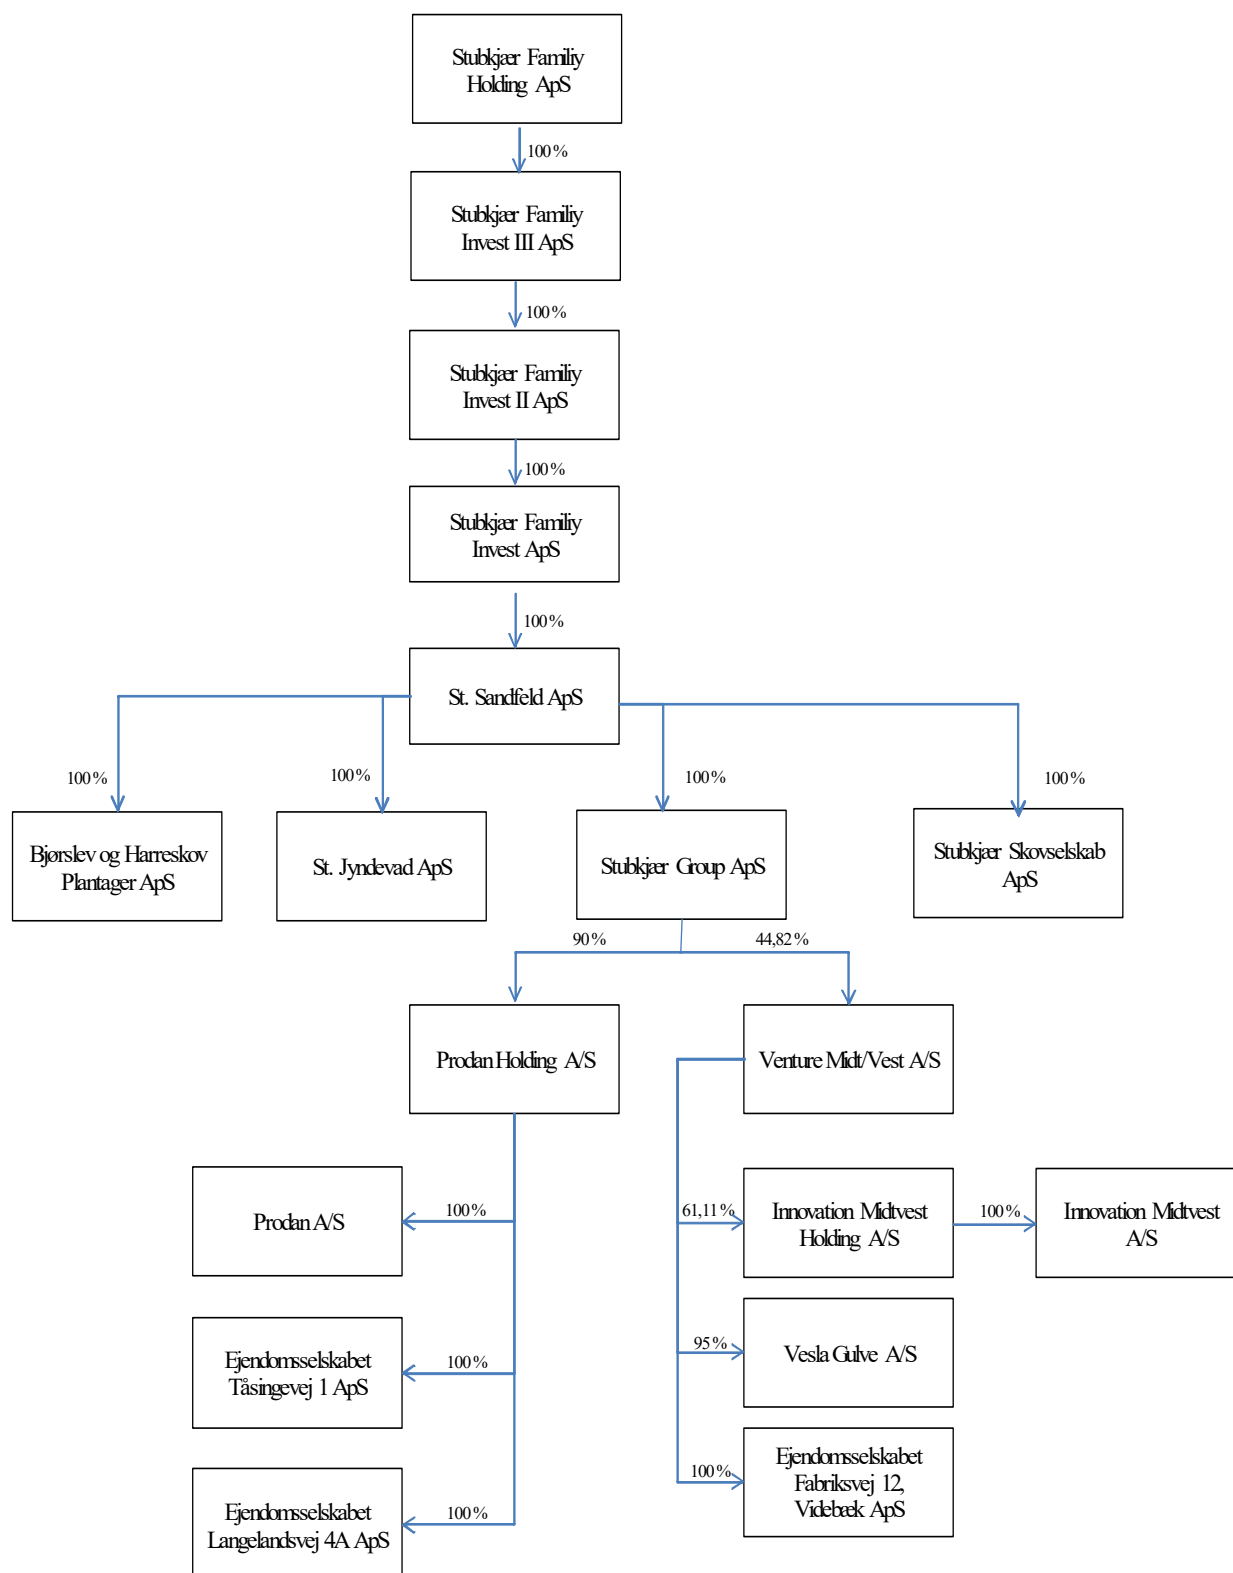 Stubkjær Familiy
Holding ApS
100%
Stubkjær Familiy
Invest III ApS
100%
Stubkjær Familiy
Invest II ApS
100%
Stubkjær Familiy
Invest ApS
100%
St. Sandfeld ApS
100%
100%
100%
100%
Bjørslev og Harreskov
Plantager ApS
St. Jyndevad ApS
Stubkjær Group ApS
Stubkjær Skovselskab
ApS
90%
44,82%
Prodan Holding A/S
Venture Midt/Vest A/S
Prodan A/S
100%
61,11%
Innovation Midtvest
Holding A/S
100%
Innovation Midtvest
A/S
Ejendomsselskabet
Tåsingevej 1 ApS
100%
95%
Vesla Gulve A/S
Ejendomsselskabet
Langelandsvej 4A ApS
100%
100%
Ejendomsselskabet
Fabriksvej 12,
Videbæk ApS